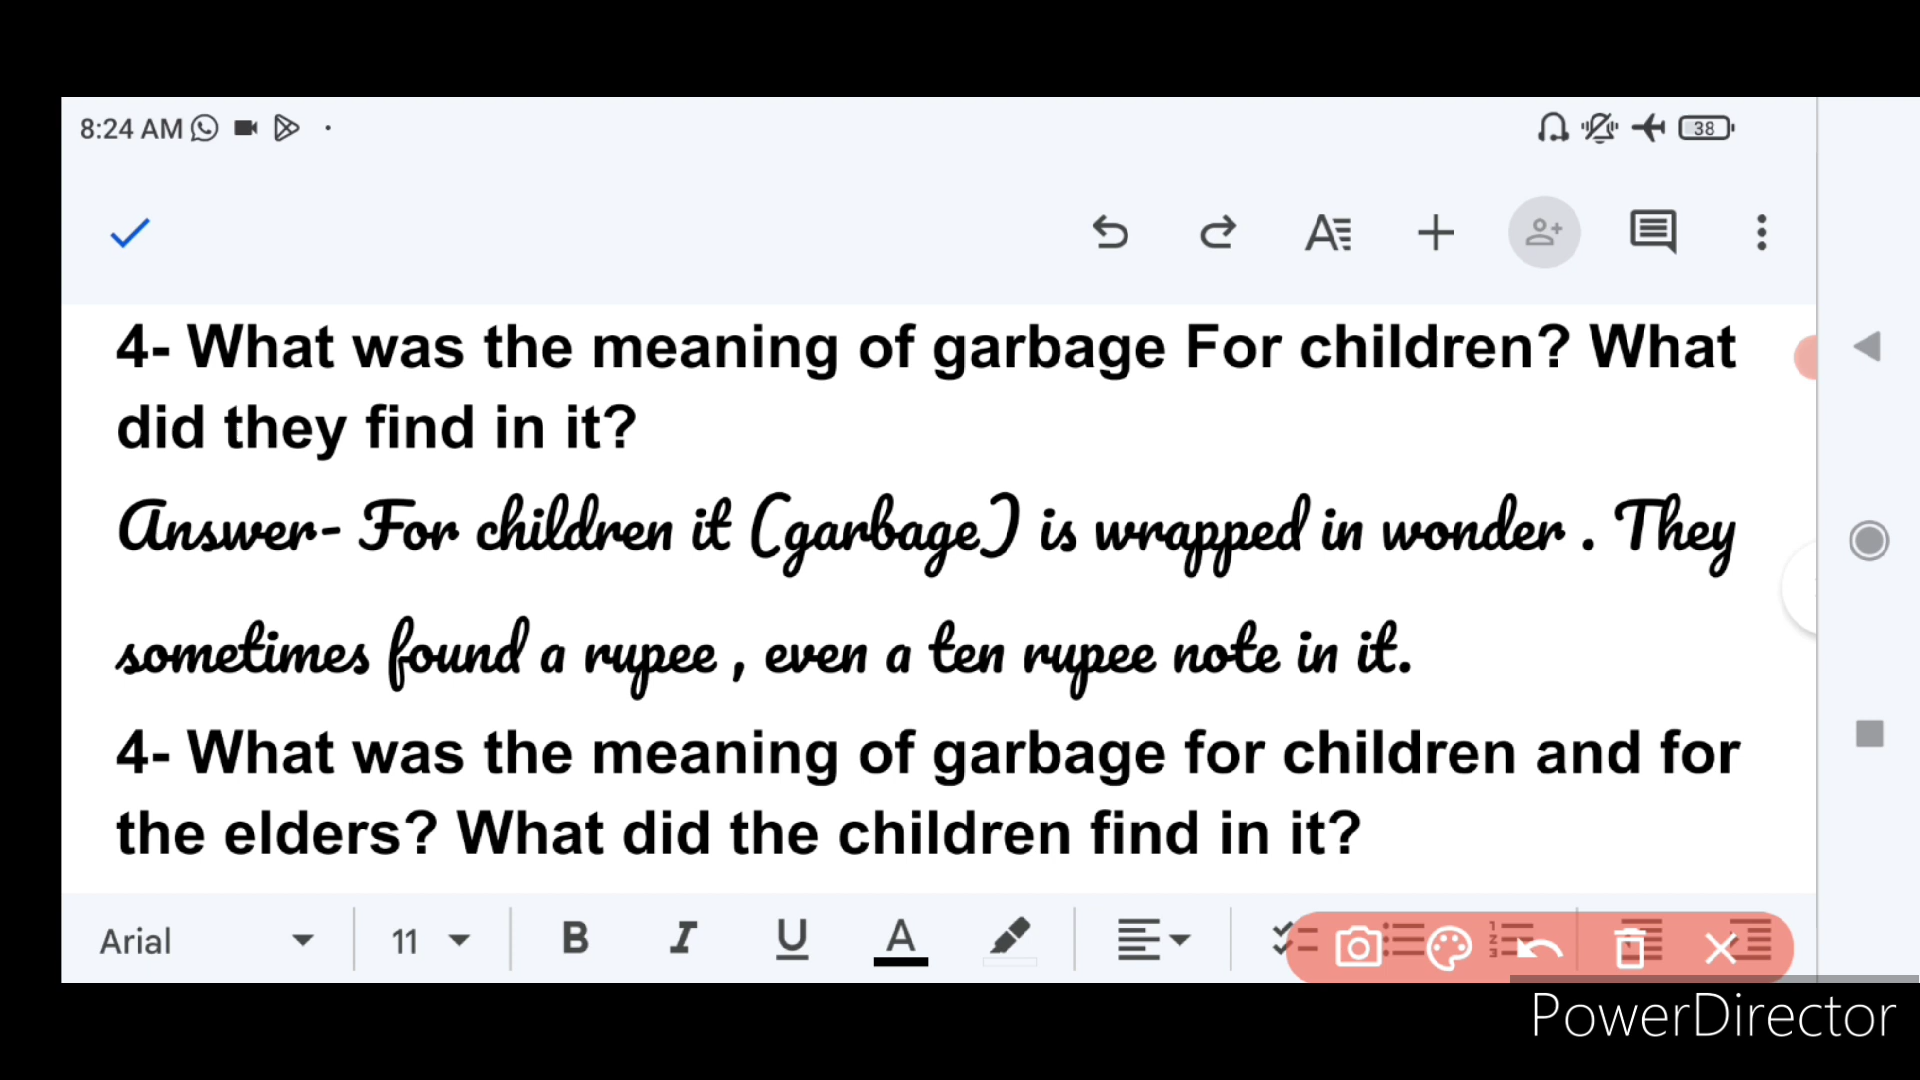 8:24 AM
38
4- What was the meaning of garbage For children? What
did they find in it?
Answer- For children it (garbage) is wrapped in wonder . They
sometimes found a rupee , even a ten rupee note in it.
4- What was the meaning of garbage for children and for
the elders? What did the children find in it?
Arial
11
B
I
U
A
PowerDirector